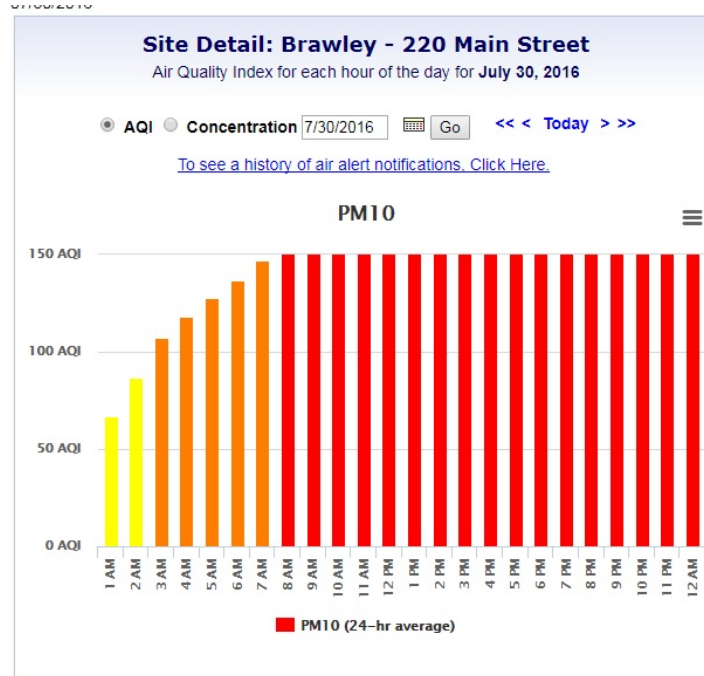 Site Detail: Brawley - 220 Main Street
Air Quality Index for each hour of the day for July 30, 2016
AQI Concentration 7/30/2016 Go << < Today > >>
To see a history of air alert notifications, Click Here.
PM10
150 AQI
100 AQI
50 AQI
0 AQI
1 AM 2 AM 3 AM 4 AM 5 AM 6 AM 7 AM 8 AM 9 AM 10 AM 11 AM 12 PM 1 PM 2 PM 3 PM 4 PM 5 PM 6 PM 7 PM 8 PM 9 PM 10 PM 11 PM 12 AM
PM10 (24-hr average)